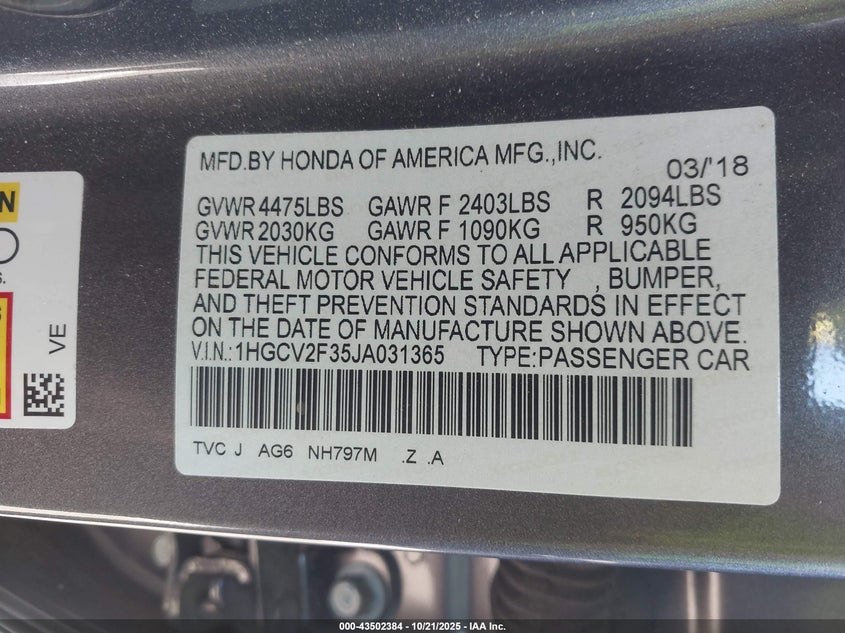 N
S.
S
VE
MFD.BY HONDA OF AMERICA MFG.,INC.
03/'18
GVWR 4475LBS GAWR F 2403LBS R 2094LBS
GVWR 2030KG GAWR F 1090KG R 950KG
THIS VEHICLE CONFORMS TO ALL APPLICABLE
FEDERAL MOTOR VEHICLE SAFETY , BUMPER,
AND THEFT PREVENTION STANDARDS IN EFFECT
ON THE DATE OF MANUFACTURE SHOWN ABOVE.
V.I.N.:1HGCV2F35JA031365 TYPE:PASSENGER CAR
TVC J AG6 NH797M .Z .A
000-43502384 - 10/21/2025 - IAA Inc.